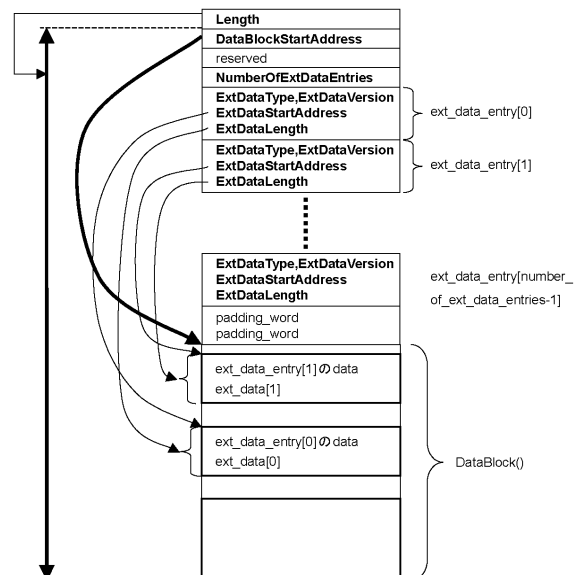 Length
DataBlockStartAddress
reserved
NumberOfExtDataEntries
ExtDataType,ExtDataVersion
ExtDataStartAddress
ExtDataLength
ext_data_entry[0]
ExtDataType,ExtDataVersion
ExtDataStartAddress
ExtDataLength
ext_data_entry[1]
ExtDataType,ExtDataVersion
ExtDataStartAddress
ExtDataLength
ext_data_entry[number_
of_ext_data_entries-1]
padding_word
padding_word
ext_data_entry[1]のdata
ext_data[1]
ext_data_entry[0]のdata
ext_data[0]
DataBlock()